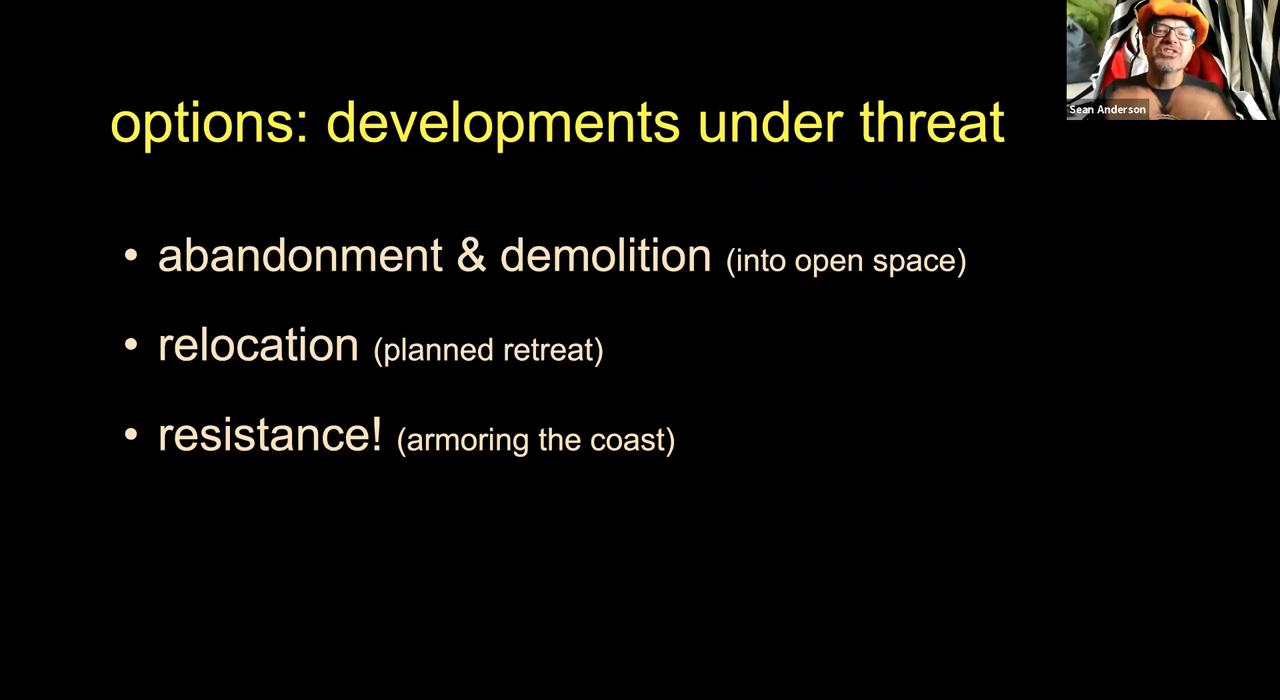 options: developments under threat
Sean Anderson
• abandonment & demolition (into open space)
• relocation (planned retreat)
• resistance! (armoring the coast)